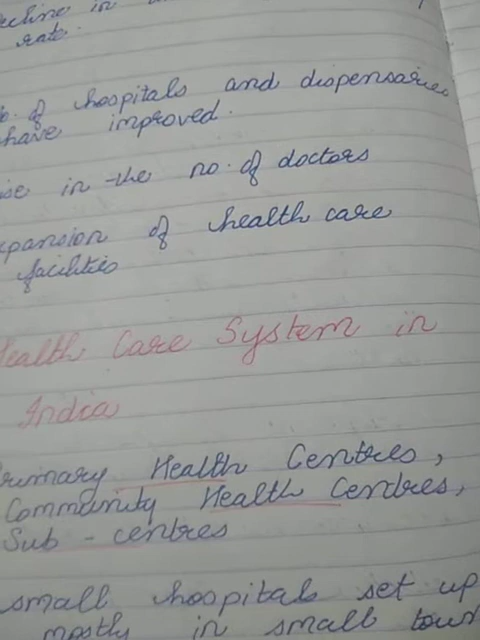 decline in
rate.
No. of hospitals and dispensaries
have improved.
Rise in the no. of doctors
Expansion of health care
facilities
Health Care System in
India
Primary Health Centres,
Community Health Centres,
Sub-centres
small hospitals set up
mostly in small